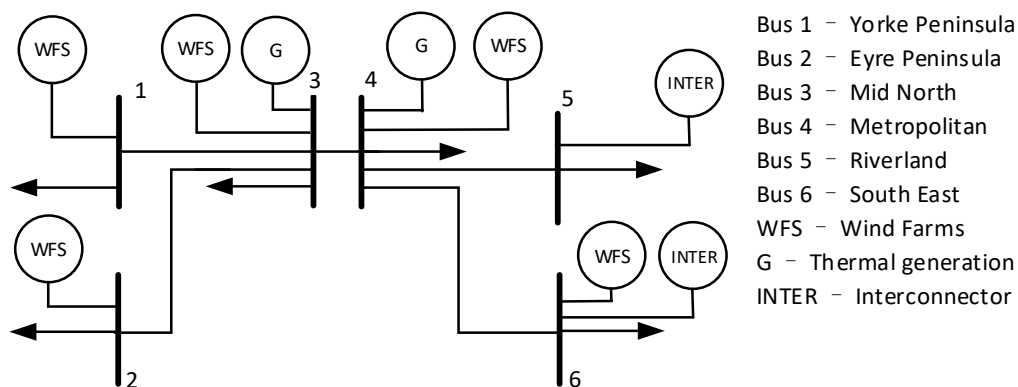 WFS
WFS
G
G
WFS
1
3
4
5
INTER
WFS
WFS
INTER
2
6
Bus 1 – Yorke Peninsula
Bus 2 – Eyre Peninsula
Bus 3 – Mid North
Bus 4 – Metropolitan
Bus 5 – Riverland
Bus 6 – South East
WFS – Wind Farms
G – Thermal generation
INTER – Interconnector